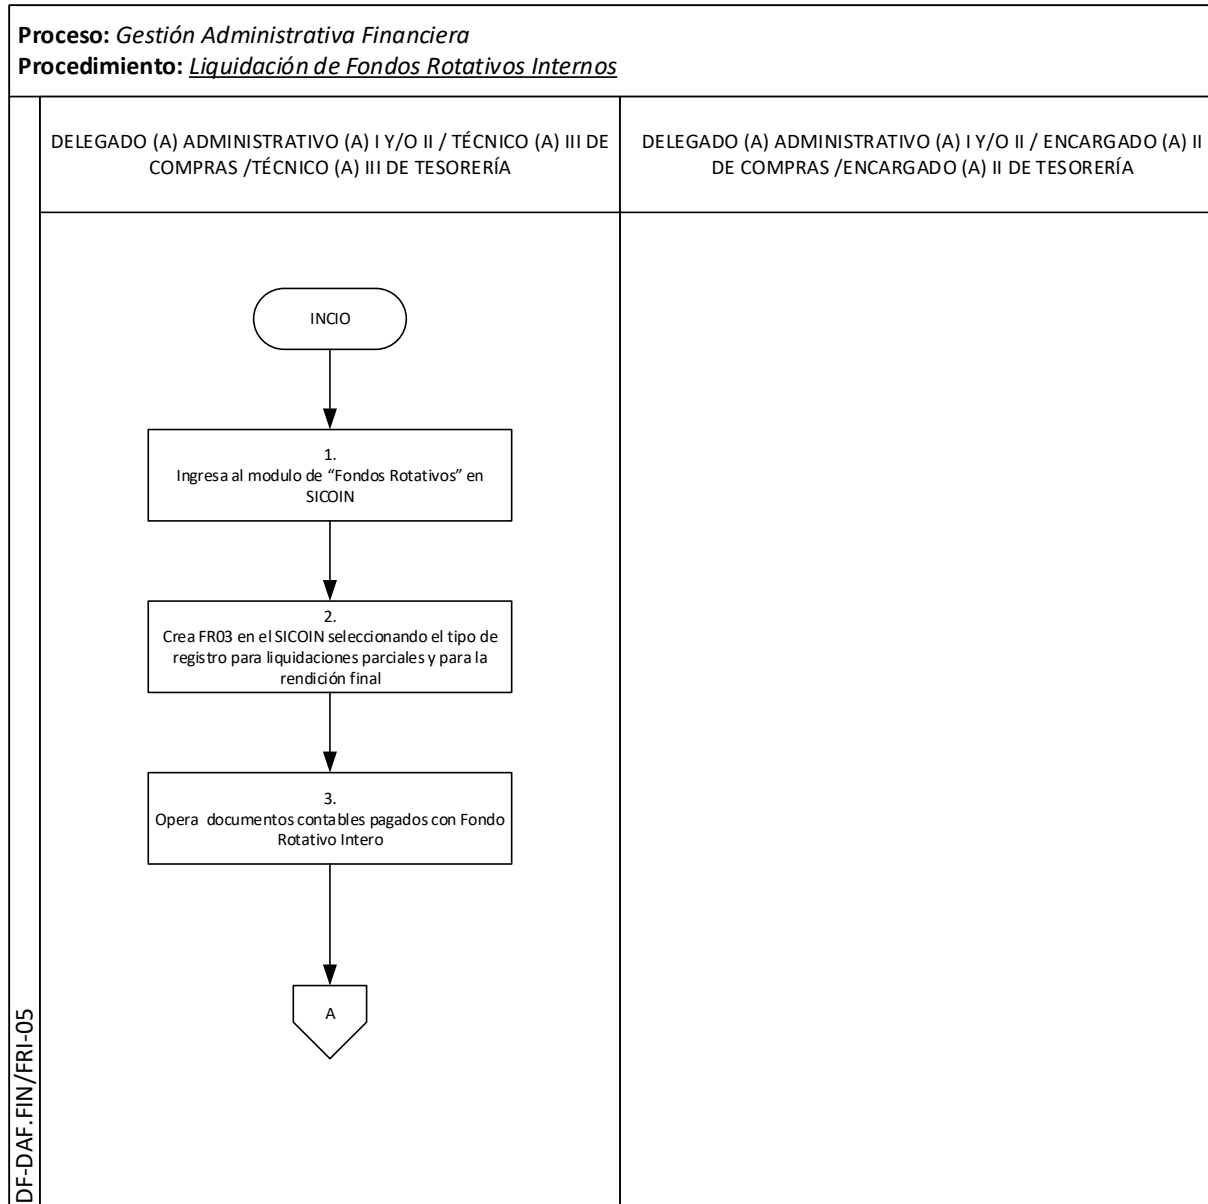 Proceso: Gestión Administrativa Financiera
Procedimiento: Liquidación de Fondos Rotativos Internos
DELEGADO (A) ADMINISTRATIVO (A) I Y/O II / TÉCNICO (A) III DE
COMPRAS /TÉCNICO (A) III DE TESORERÍA
DELEGADO (A) ADMINISTRATIVO (A) I Y/O II / ENCARGADO (A) II
DE COMPRAS /ENCARGADO (A) II DE TESORERÍA
INCIO
1.
Ingresa al modulo de “Fondos Rotativos” en
SICOIN
2.
Crea FR03 en el SICOIN seleccionando el tipo de
registro para liquidaciones parciales y para la
rendición final
3.
Opera documentos contables pagados con Fondo
Rotativo Intero
A
DF-DAF.FIN/FRI-05